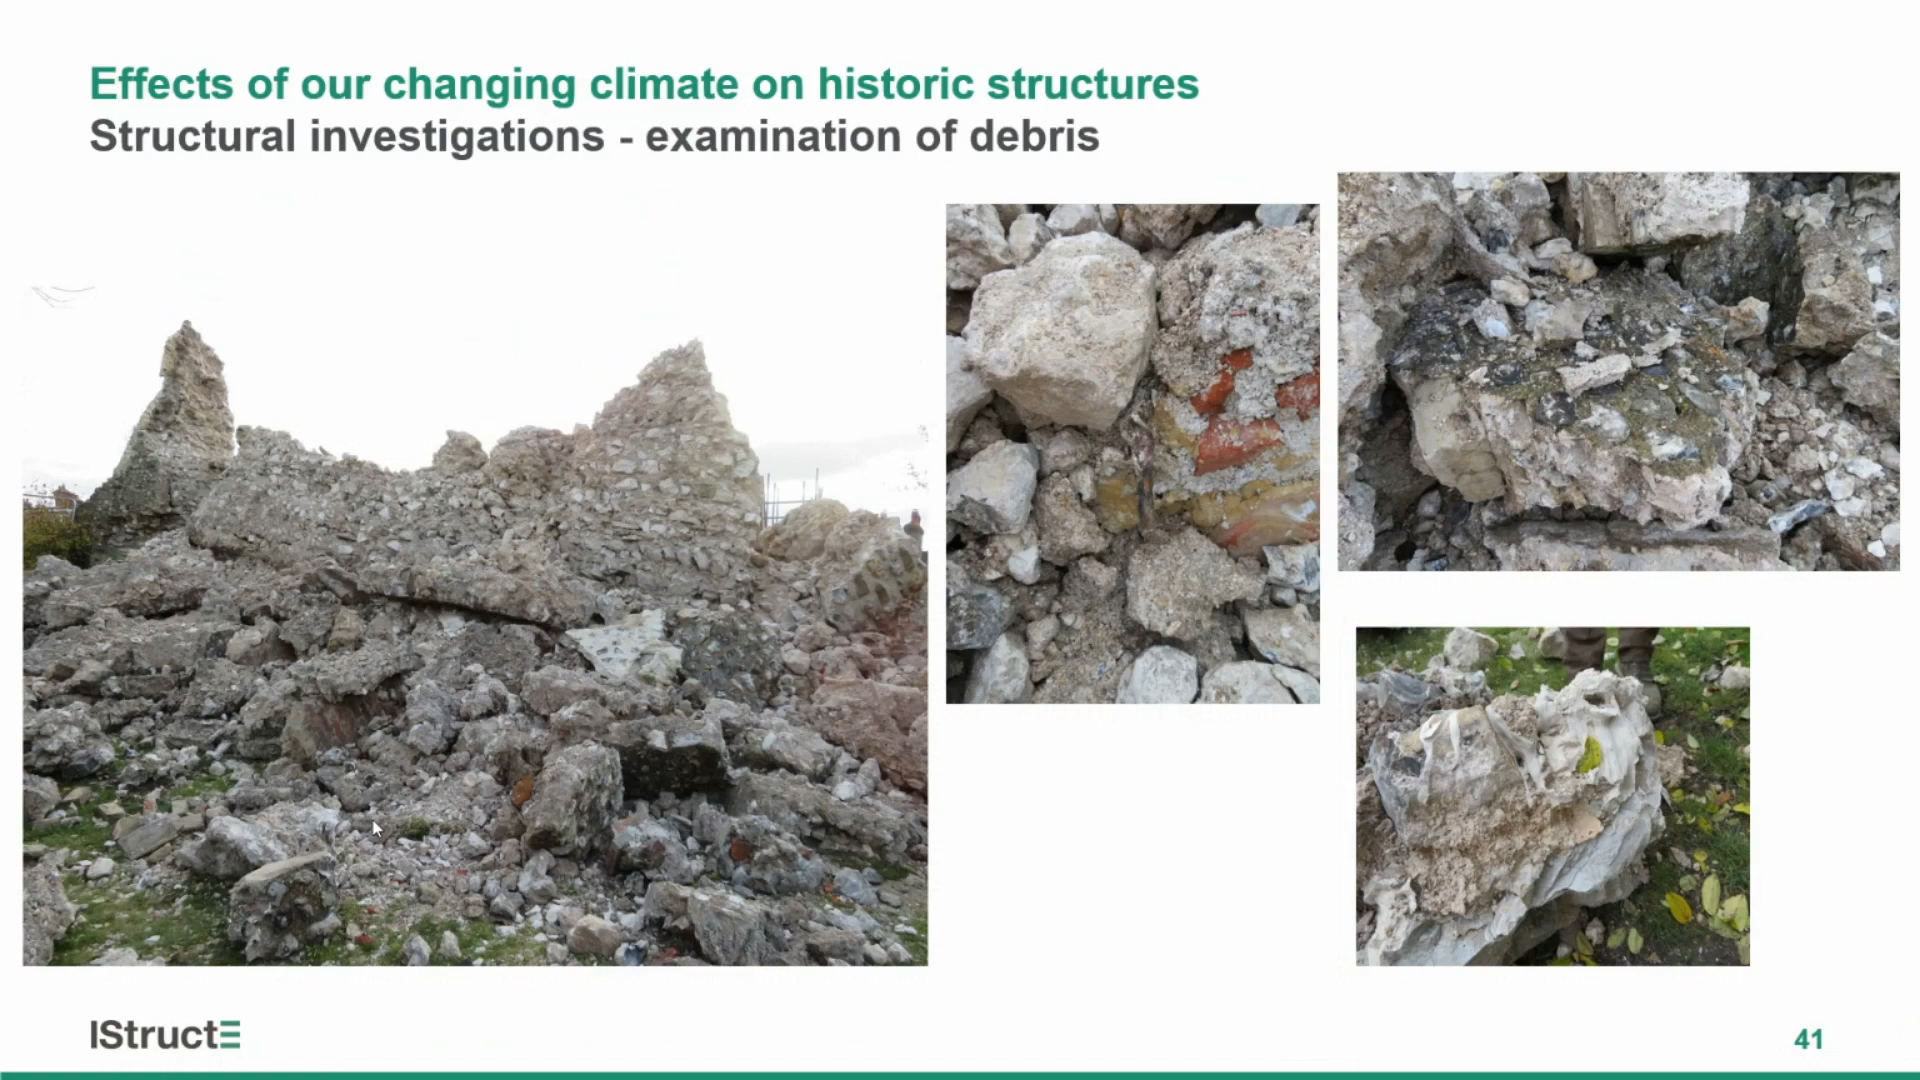 Effects of our changing climate on historic structures
Structural investigations - examination of debris
IStructE
41